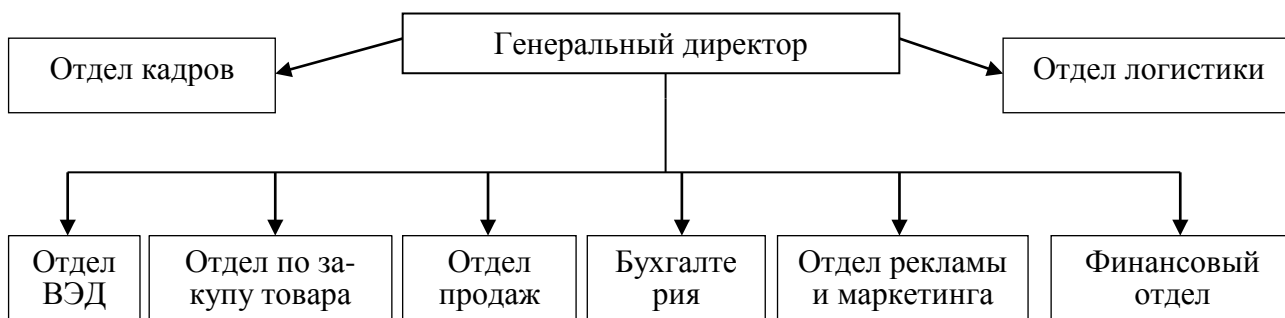 Генеральный директор
Отдел кадров
Отдел логистики
Отдел
ВЭД
Отдел по за-
купу товара
Отдел
продаж
Бухгалте
рия
Отдел рекламы
и маркетинга
Финансовый
отдел